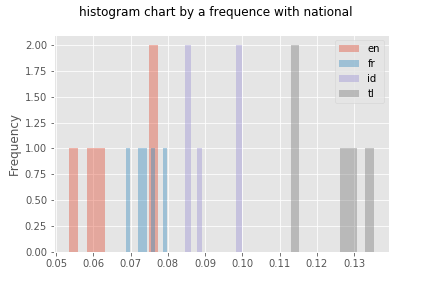 histogram chart by a frequence with national
en
fr
id
tl
Frequency
2.00
1.75
1.50
1.25
1.00
0.75
0.50
0.25
0.00
0.05 0.06 0.07 0.08 0.09 0.10 0.11 0.12 0.13